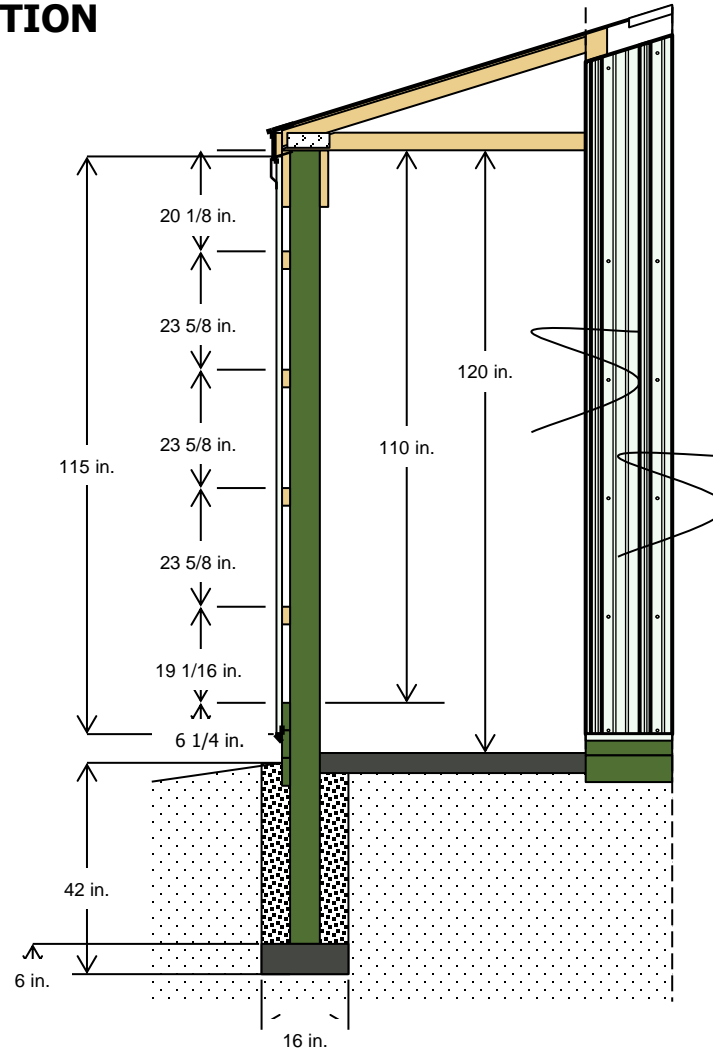 TION
20 1/8 in.
23 5/8 in.
120 in.
23 5/8 in.
110 in.
115 in.
23 5/8 in.
19 1/16 in.
6 1/4 in.
42 in.
6 in.
16 in.